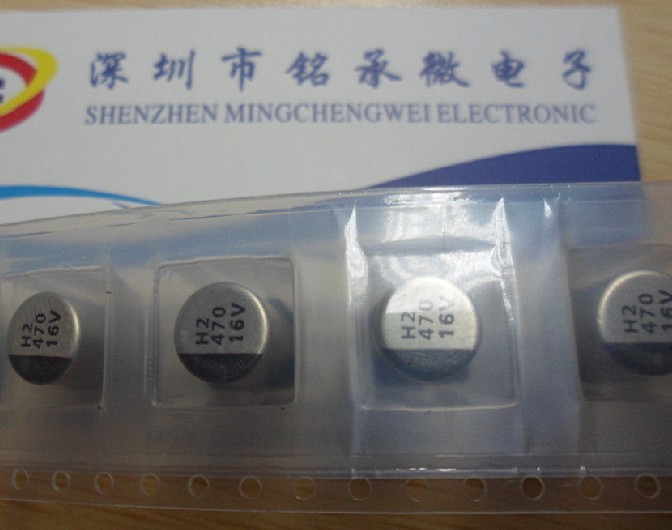 深圳市铭承微电子
SHENZHEN MINGCHENGWEI ELECTRONIC
H2
470
16V
H2
470
16V
H2
470
16V
H2
470
16V